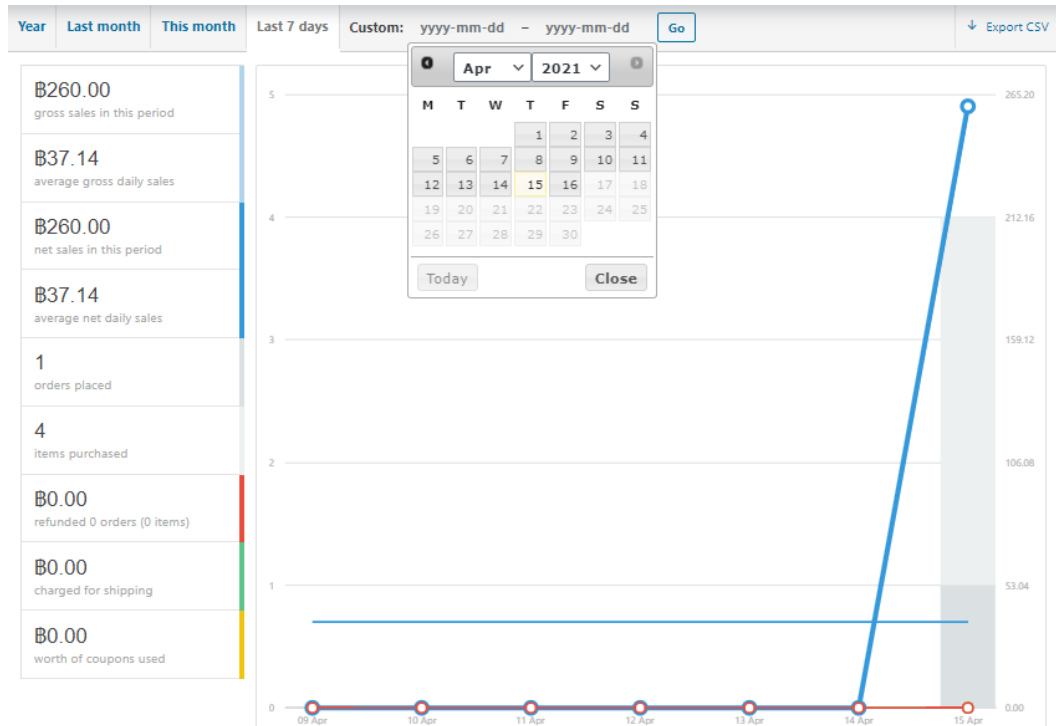 Year Last month This month Last 7 days Custom: yyyy-mm-dd – yyyy-mm-dd Go Export CSV
Apr 2021
M T W T F S S
1 2 3 4
5 6 7 8 9 10 11
12 13 14 15 16 17 18
19 20 21 22 23 24 25
26 27 28 29 30
Today Close
฿260.00
gross sales in this period
฿37.14
average gross daily sales
฿260.00
net sales in this period
฿37.14
average net daily sales
1
orders placed
4
items purchased
฿0.00
refunded 0 orders (0 items)
฿0.00
charged for shipping
฿0.00
worth of coupons used
5 265.20
4 212.16
3 159.12
2 106.08
1 53.04
0 0.00
09 Apr 10 Apr 11 Apr 12 Apr 13 Apr 14 Apr 15 Apr